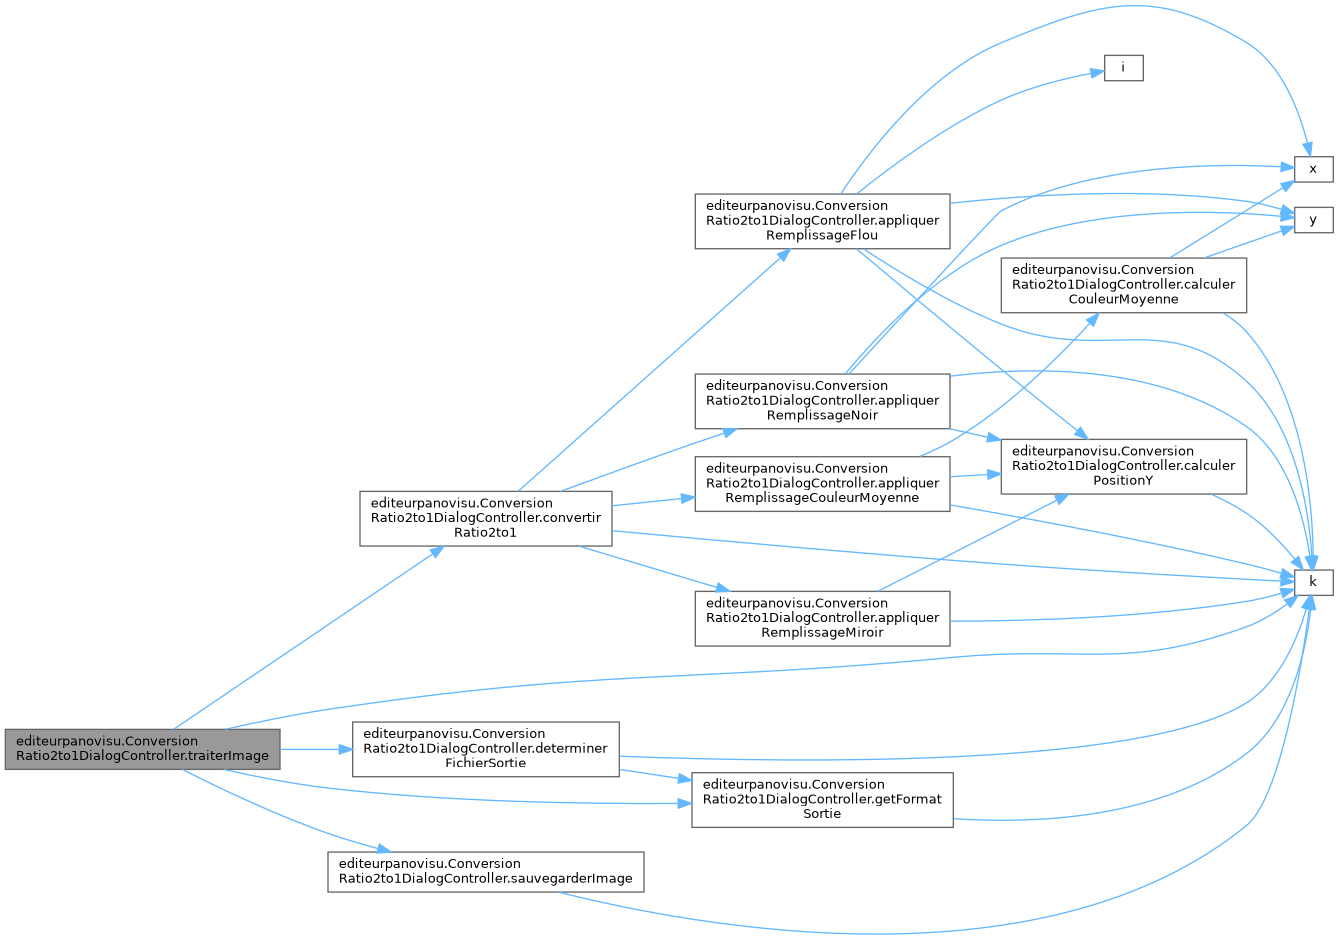 i
x
editeurpanovisu.Conversion
Ratio2to1DialogController.appliquer
RemplissageFlou
y
editeurpanovisu.Conversion
Ratio2to1DialogController.calculer
CouleurMoyenne
editeurpanovisu.Conversion
Ratio2to1DialogController.appliquer
RemplissageNoir
editeurpanovisu.Conversion
Ratio2to1DialogController.calculer
PositionY
editeurpanovisu.Conversion
Ratio2to1DialogController.appliquer
RemplissageCouleurMoyenne
editeurpanovisu.Conversion
Ratio2to1DialogController.convertir
Ratio2to1
k
editeurpanovisu.Conversion
Ratio2to1DialogController.appliquer
RemplissageMiroir
editeurpanovisu.Conversion
Ratio2to1DialogController.traiterImage
editeurpanovisu.Conversion
Ratio2to1DialogController.determiner
FichierSortie
editeurpanovisu.Conversion
Ratio2to1DialogController.getFormat
Sortie
editeurpanovisu.Conversion
Ratio2to1DialogController.sauvegarderImage